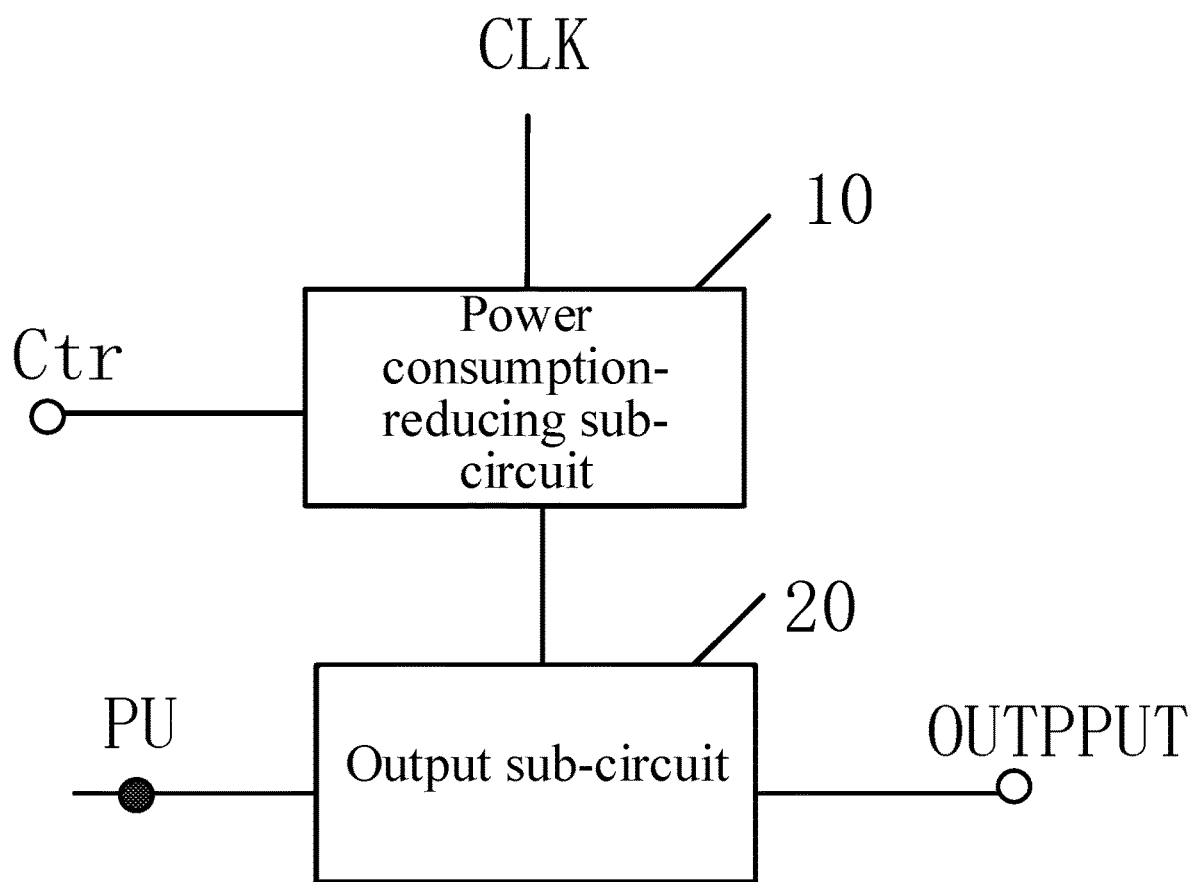 CLK
10
Power
consumption-
reducing sub-
circuit
Ctr
20
PU
Output sub-circuit
OUTPPUT